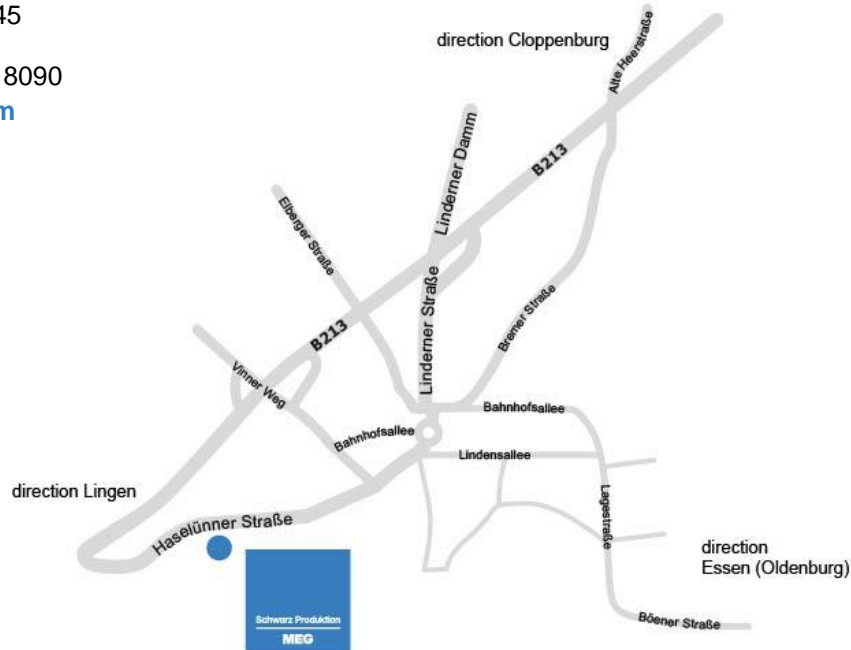 45
8090
m
direction Cloppenburg
Alte Heerstraße
B213
Linderner Damm
Elberger Straße
Linderner Straße
Bremer Straße
B213
Vinner Weg
Bahnhofsallee
Bahnhofsallee
Lindensallee
direction Lingen
Lagestraße
Haselünner Straße
direction
Essen (Oldenburg)
Schwarz Produktion
MEG
Böener Straße